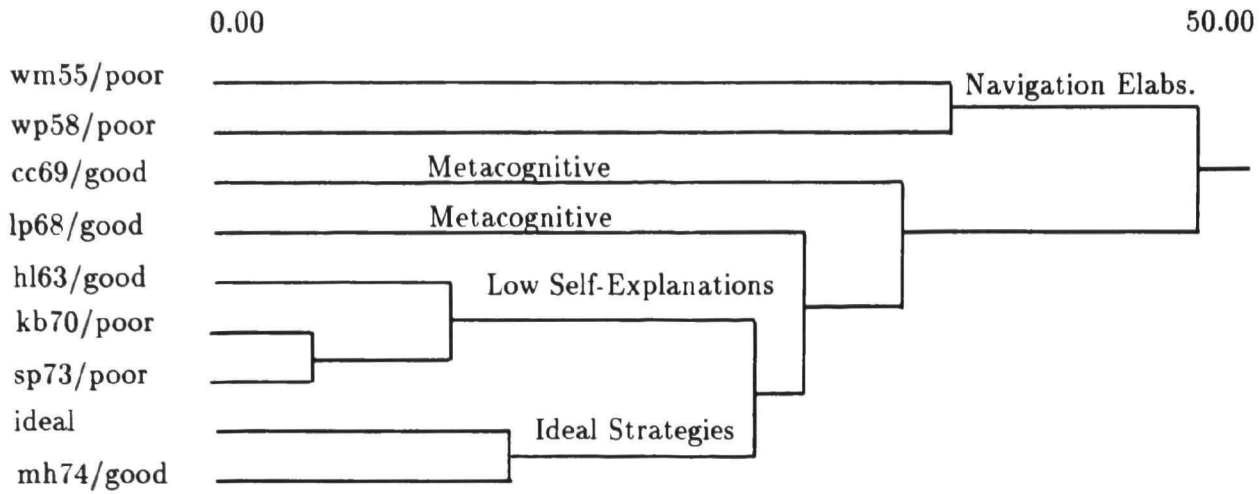 0.00 50.00
wm55/poor Navigation Elabs.
wp58/poor
cc69/good Metacognitive
lp68/good Metacognitive
hl63/good Low Self-Explanations
kb70/poor
sp73/poor
ideal Ideal Strategies
mh74/good